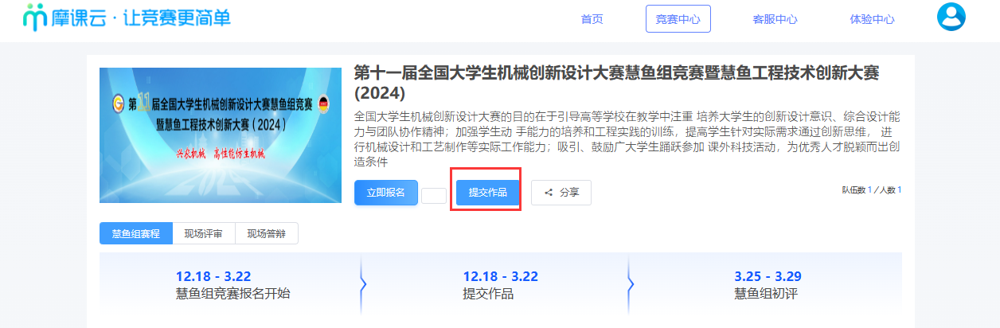 摩课云·让竞赛更简单
首页
竞赛中心
客服中心
体验中心
第11届全国大学生机械创新设计大赛慧鱼组竞赛
暨慧鱼工程技术创新大赛（2024）
兴农机械 高性能仿生机械
第十一届全国大学生机械创新设计大赛慧鱼组竞赛暨慧鱼工程技术创新大赛
(2024)
全国大学生机械创新设计大赛的目的在于引导高等学校在教学中注重 培养大学生的创新设计意识、综合设计能
力与团队协作精神；加强学生动 手能力的培养和工程实践的训练，提高学生针对实际需求通过创新思维， 进
行机械设计和工艺制作等实际工作能力；吸引、鼓励广大学生踊跃参加 课外科技活动，为优秀人才脱颖而出创
造条件
立即报名
提交作品
分享
队伍数 1 / 人数 1
慧鱼组赛程
现场评审
现场答辩
12.18 - 3.22
慧鱼组竞赛报名开始
12.18 - 3.22
提交作品
3.25 - 3.29
慧鱼组初评